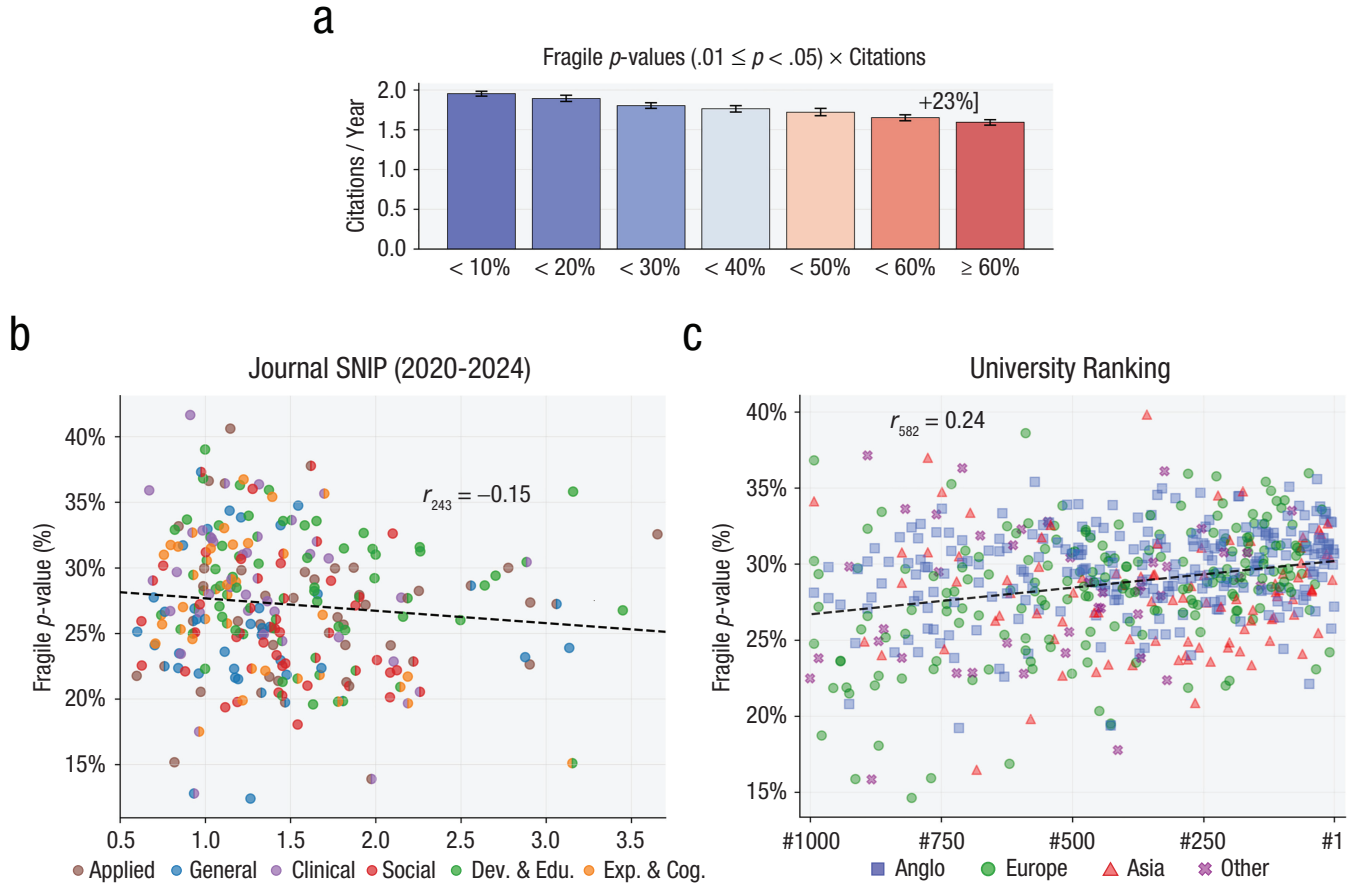 a
Fragile p-values (.01 ≤ p < .05) × Citations
Citations / Year
2.0
1.5
1.0
0.5
0.0
+23%]
< 10% < 20% < 30% < 40% < 50% < 60% ≥ 60%
b
Journal SNIP (2020-2024)
Fragile p-value (%)
40%
35%
30%
25%
20%
15%
r243 = −0.15
0.5 1.0 1.5 2.0 2.5 3.0 3.5
Applied General Clinical Social Dev. & Edu. Exp. & Cog.
c
University Ranking
Fragile p-value (%)
40%
35%
30%
25%
20%
15%
r582 = 0.24
#1000 #750 #500 #250 #1
Anglo Europe Asia Other